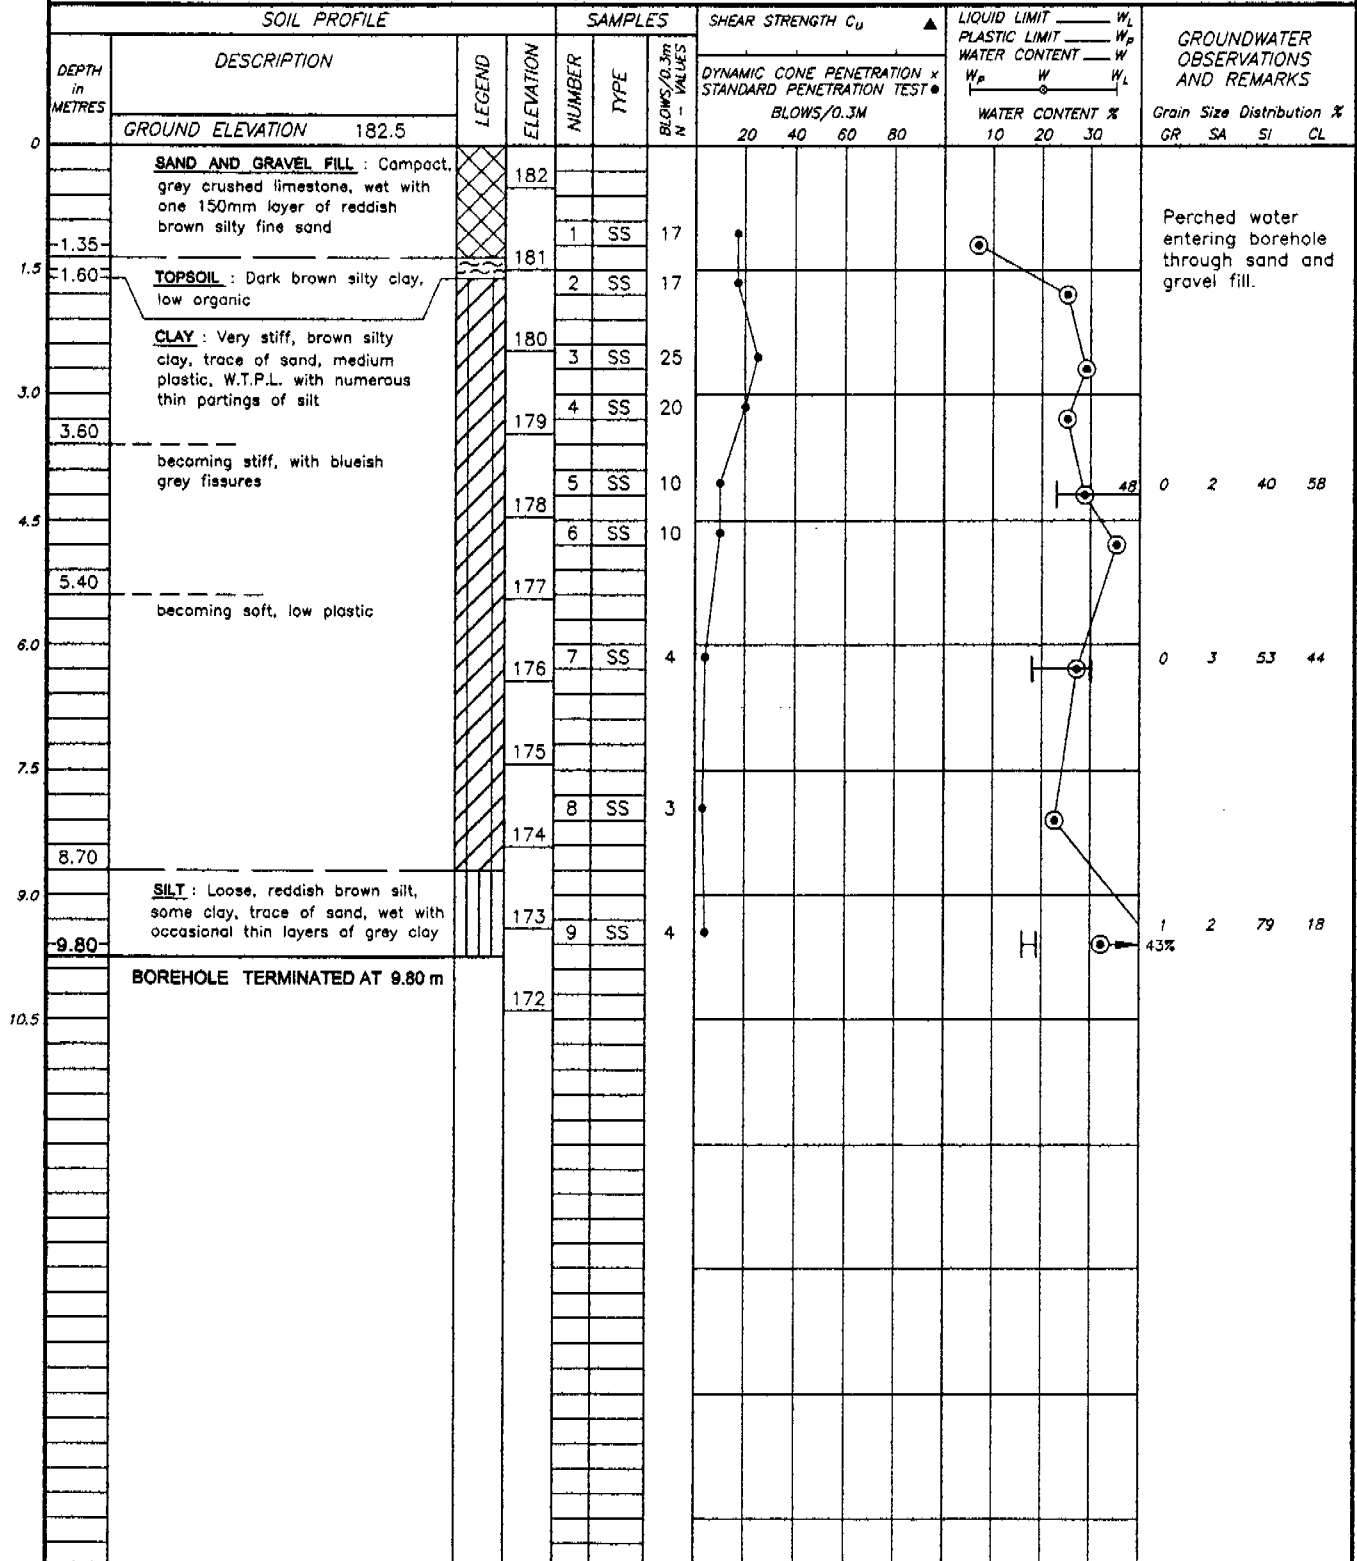 SOIL PROFILE
SAMPLES
SHEAR STRENGTH Cu ▲
LIQUID LIMIT ____ WL
PLASTIC LIMIT ____ Wp
WATER CONTENT ____ W
Wp W WL
GROUNDWATER
OBSERVATIONS
AND REMARKS
DEPTH
in
METRES
DESCRIPTION
LEGEND
ELEVATION
NUMBER
TYPE
BLOWS/0.3m
N - VALUES
DYNAMIC CONE PENETRATION x
STANDARD PENETRATION TEST ●
BLOWS/0.3M
20 40 60 80
WATER CONTENT %
10 20 30
Grain Size Distribution %
GR SA SI CL
GROUND ELEVATION 182.5
0
SAND AND GRAVEL FILL : Compact,
grey crushed limestone, wet with
one 150mm layer of reddish
brown silty fine sand
182
1 SS 17
Perched water
entering borehole
through sand and
gravel fill.
1.35
181
1.5
1.60
TOPSOIL : Dark brown silty clay,
low organic
2 SS 17
CLAY : Very stiff, brown silty
clay, trace of sand, medium
plastic, W.T.P.L. with numerous
thin partings of silt
180
3 SS 25
3.0
4 SS 20
179
3.60
becoming stiff, with blueish
grey fissures
5 SS 10
48
0 2 40 58
178
4.5
6 SS 10
5.40
177
becoming soft, low plastic
6.0
7 SS 4
0 3 53 44
176
175
7.5
8 SS 3
174
8.70
9.0
SILT : Loose, reddish brown silt,
some clay, trace of sand, wet with
occasional thin layers of grey clay
173
9 SS 4
1 2 79 18
43%
9.80
BOREHOLE TERMINATED AT 9.80 m
172
10.5